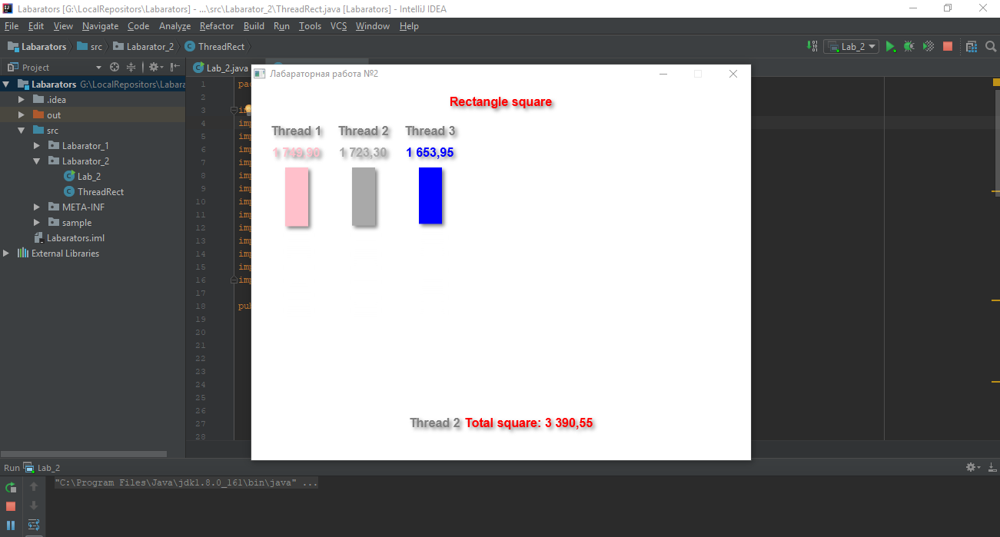 Labarators [G:\LocalRepositors\Labarators] - ...\src\Labarator_2\ThreadRect.java [Labarators] - IntelliJ IDEA
File Edit View Navigate Code Analyze Refactor Build Run Tools VCS Window Help
Labarators src Labarator_2 ThreadRect
Lab_2
Project
Lab_2.java
Labarators G:\LocalRepositors\Labara
.idea
out
src
Labarator_1
Labarator_2
Lab_2
ThreadRect
META-INF
sample
Labarators.iml
External Libraries
1 pac
2
3 im
4 imp
5 imp
6 imp
7 imp
8 imp
9 imp
10 imp
11 imp
12 imp
13 imp
14 imp
15 imp
16 imp
17
18 pub
19
20
21
22
23
24
25
26
27
28
Лабараторная работа №2
Rectangle square
Thread 1 Thread 2 Thread 3
1 723,30 1 653,95
Thread 2 Total square: 3 390,55
Run Lab_2
"C:\Program Files\Java\jdk1.8.0_161\bin\java" ...